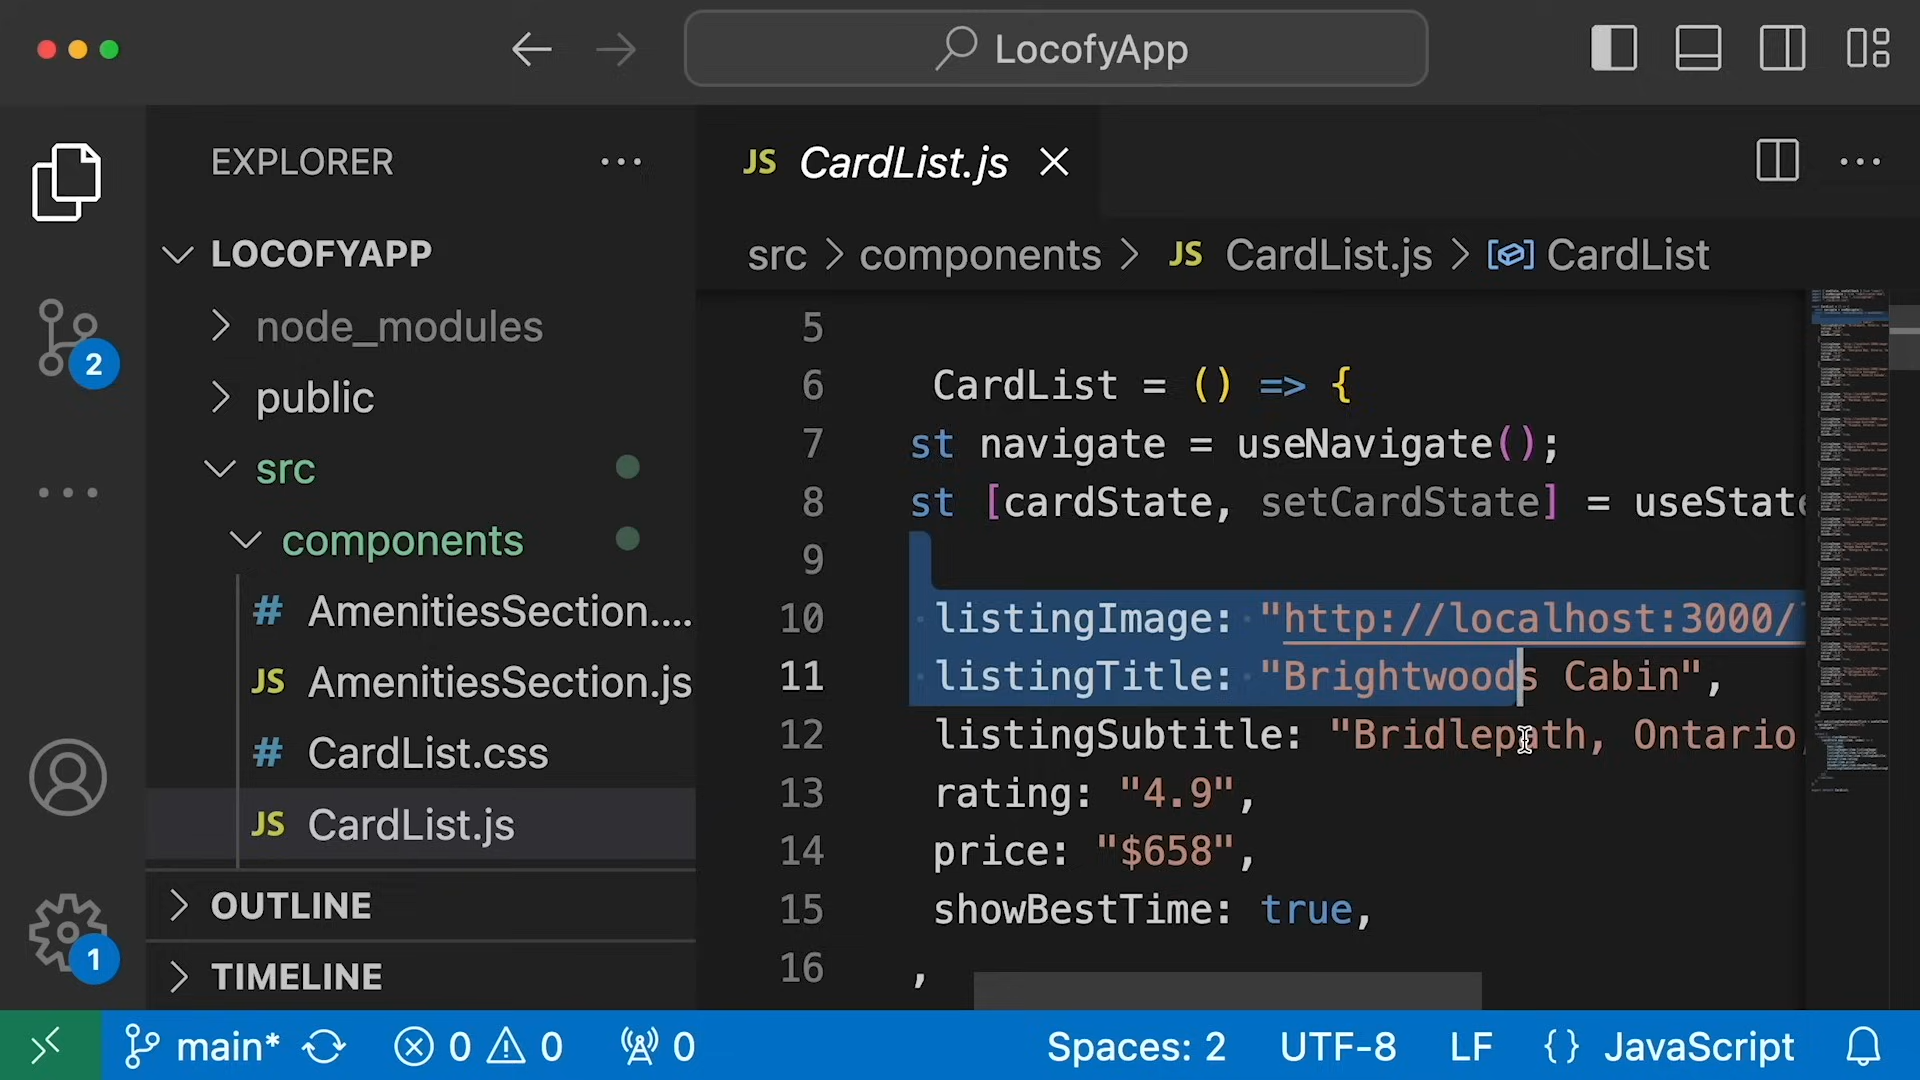 LocofyApp
EXPLORER
JS CardList.js
LOCOFYAPP
src > components > JS CardList.js > CardList
node_modules
public
src
components
# AmenitiesSection....
JS AmenitiesSection.js
# CardList.css
JS CardList.js
OUTLINE
TIMELINE
2
1
5
6 CardList = () => {
7 st navigate = useNavigate();
8 st [cardState, setCardState] = useState
9
10 listingImage: "http://localhost:3000/
11 listingTitle: "Brightwoods Cabin",
12 listingSubtitle: "Bridlepath, Ontario,
13 rating: "4.9",
14 price: "$658",
15 showBestTime: true,
16 ,
main* 0 0 0 Spaces: 2 UTF-8 LF {} JavaScript